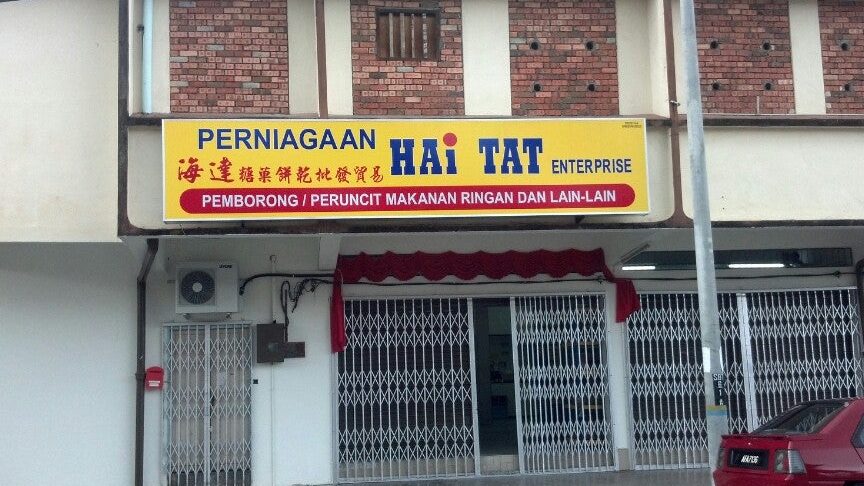 PERNIAGAAN HAi TAT ENTERPRISE
海達糖菓餅乾批發貿易
PEMBORONG / PERUNCIT MAKANAN RINGAN DAN LAIN-LAIN